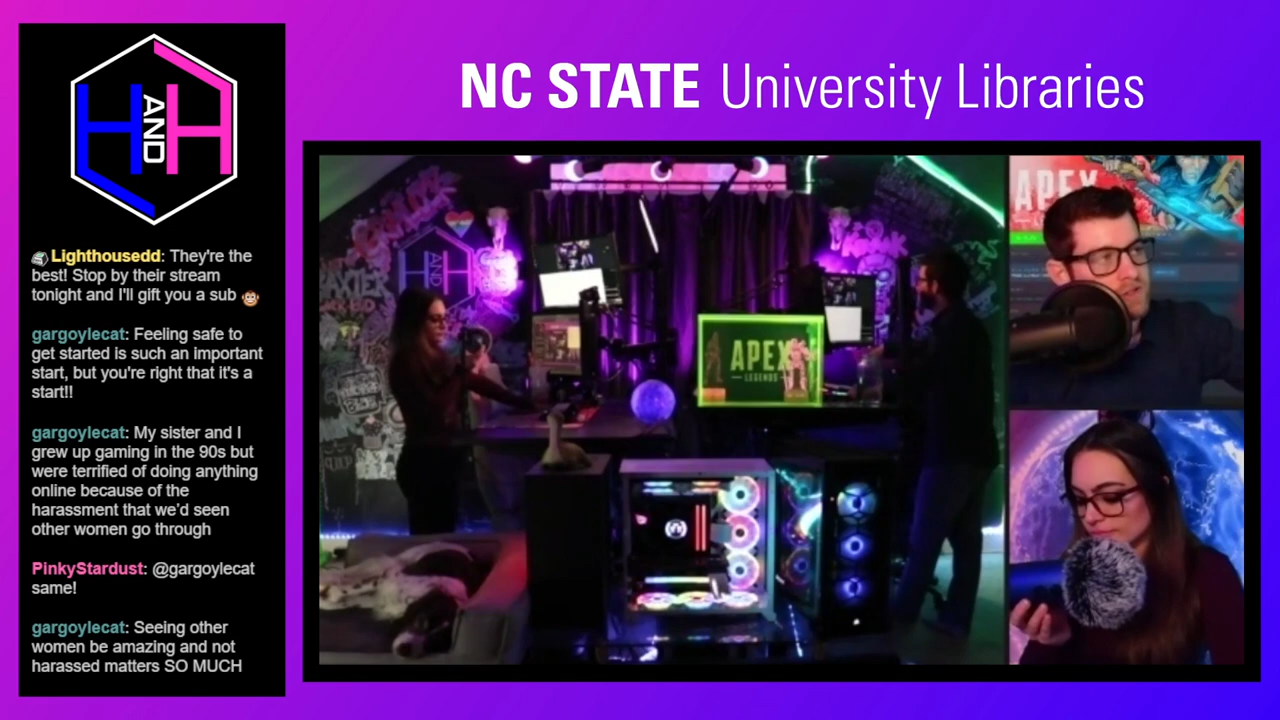 H AND H
Lighthousedd: They're the
best! Stop by their stream
tonight and I'll gift you a sub
gargoylecat: Feeling safe to
get started is such an important
start, but you're right that it's a
start!!
gargoylecat: My sister and I
grew up gaming in the 90s but
were terrified of doing anything
online because of the
harassment that we'd seen
other women go through
PinkyStardust: @gargoylecat
same!
gargoylecat: Seeing other
women be amazing and not
harassed matters SO MUCH
NC STATE University Libraries
H AND H
APEX
LEGENDS
APEX